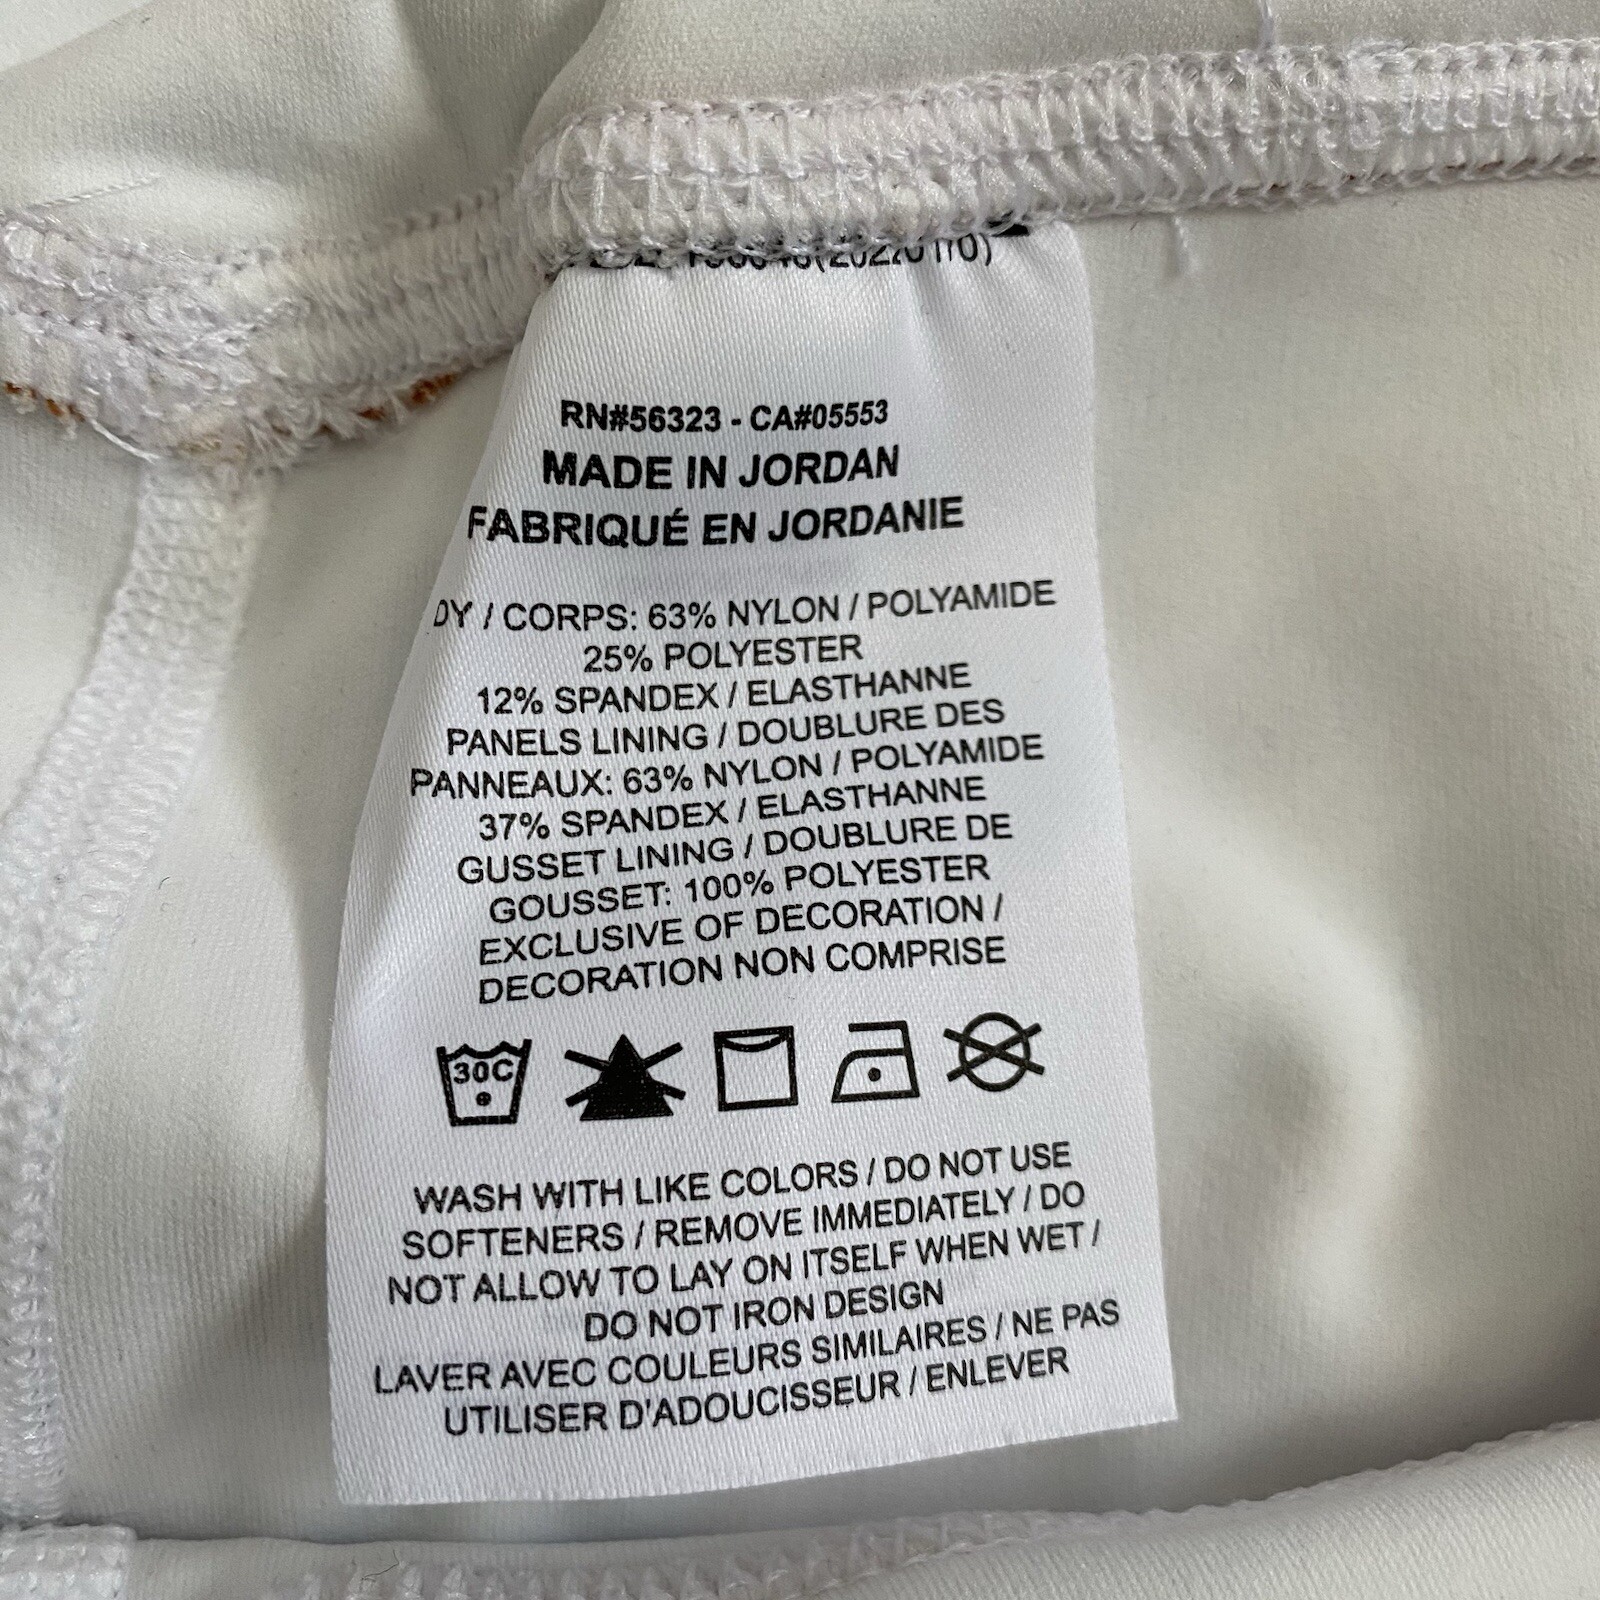 RN#56323 - CA#05553
MADE IN JORDAN
FABRIQUÉ EN JORDANIE
DY / CORPS: 63% NYLON / POLYAMIDE
25% POLYESTER
12% SPANDEX / ELASTHANNE
PANELS LINING / DOUBLURE DES
PANNEAUX: 63% NYLON / POLYAMIDE
37% SPANDEX / ELASTHANNE
GUSSET LINING / DOUBLURE DE
GOUSSET: 100% POLYESTER
EXCLUSIVE OF DECORATION /
DECORATION NON COMPRISE
30C
WASH WITH LIKE COLORS / DO NOT USE
SOFTENERS / REMOVE IMMEDIATELY / DO
NOT ALLOW TO LAY ON ITSELF WHEN WET /
DO NOT IRON DESIGN
LAVER AVEC COULEURS SIMILAIRES / NE PAS
UTILISER D'ADOUCISSEUR / ENLEVER